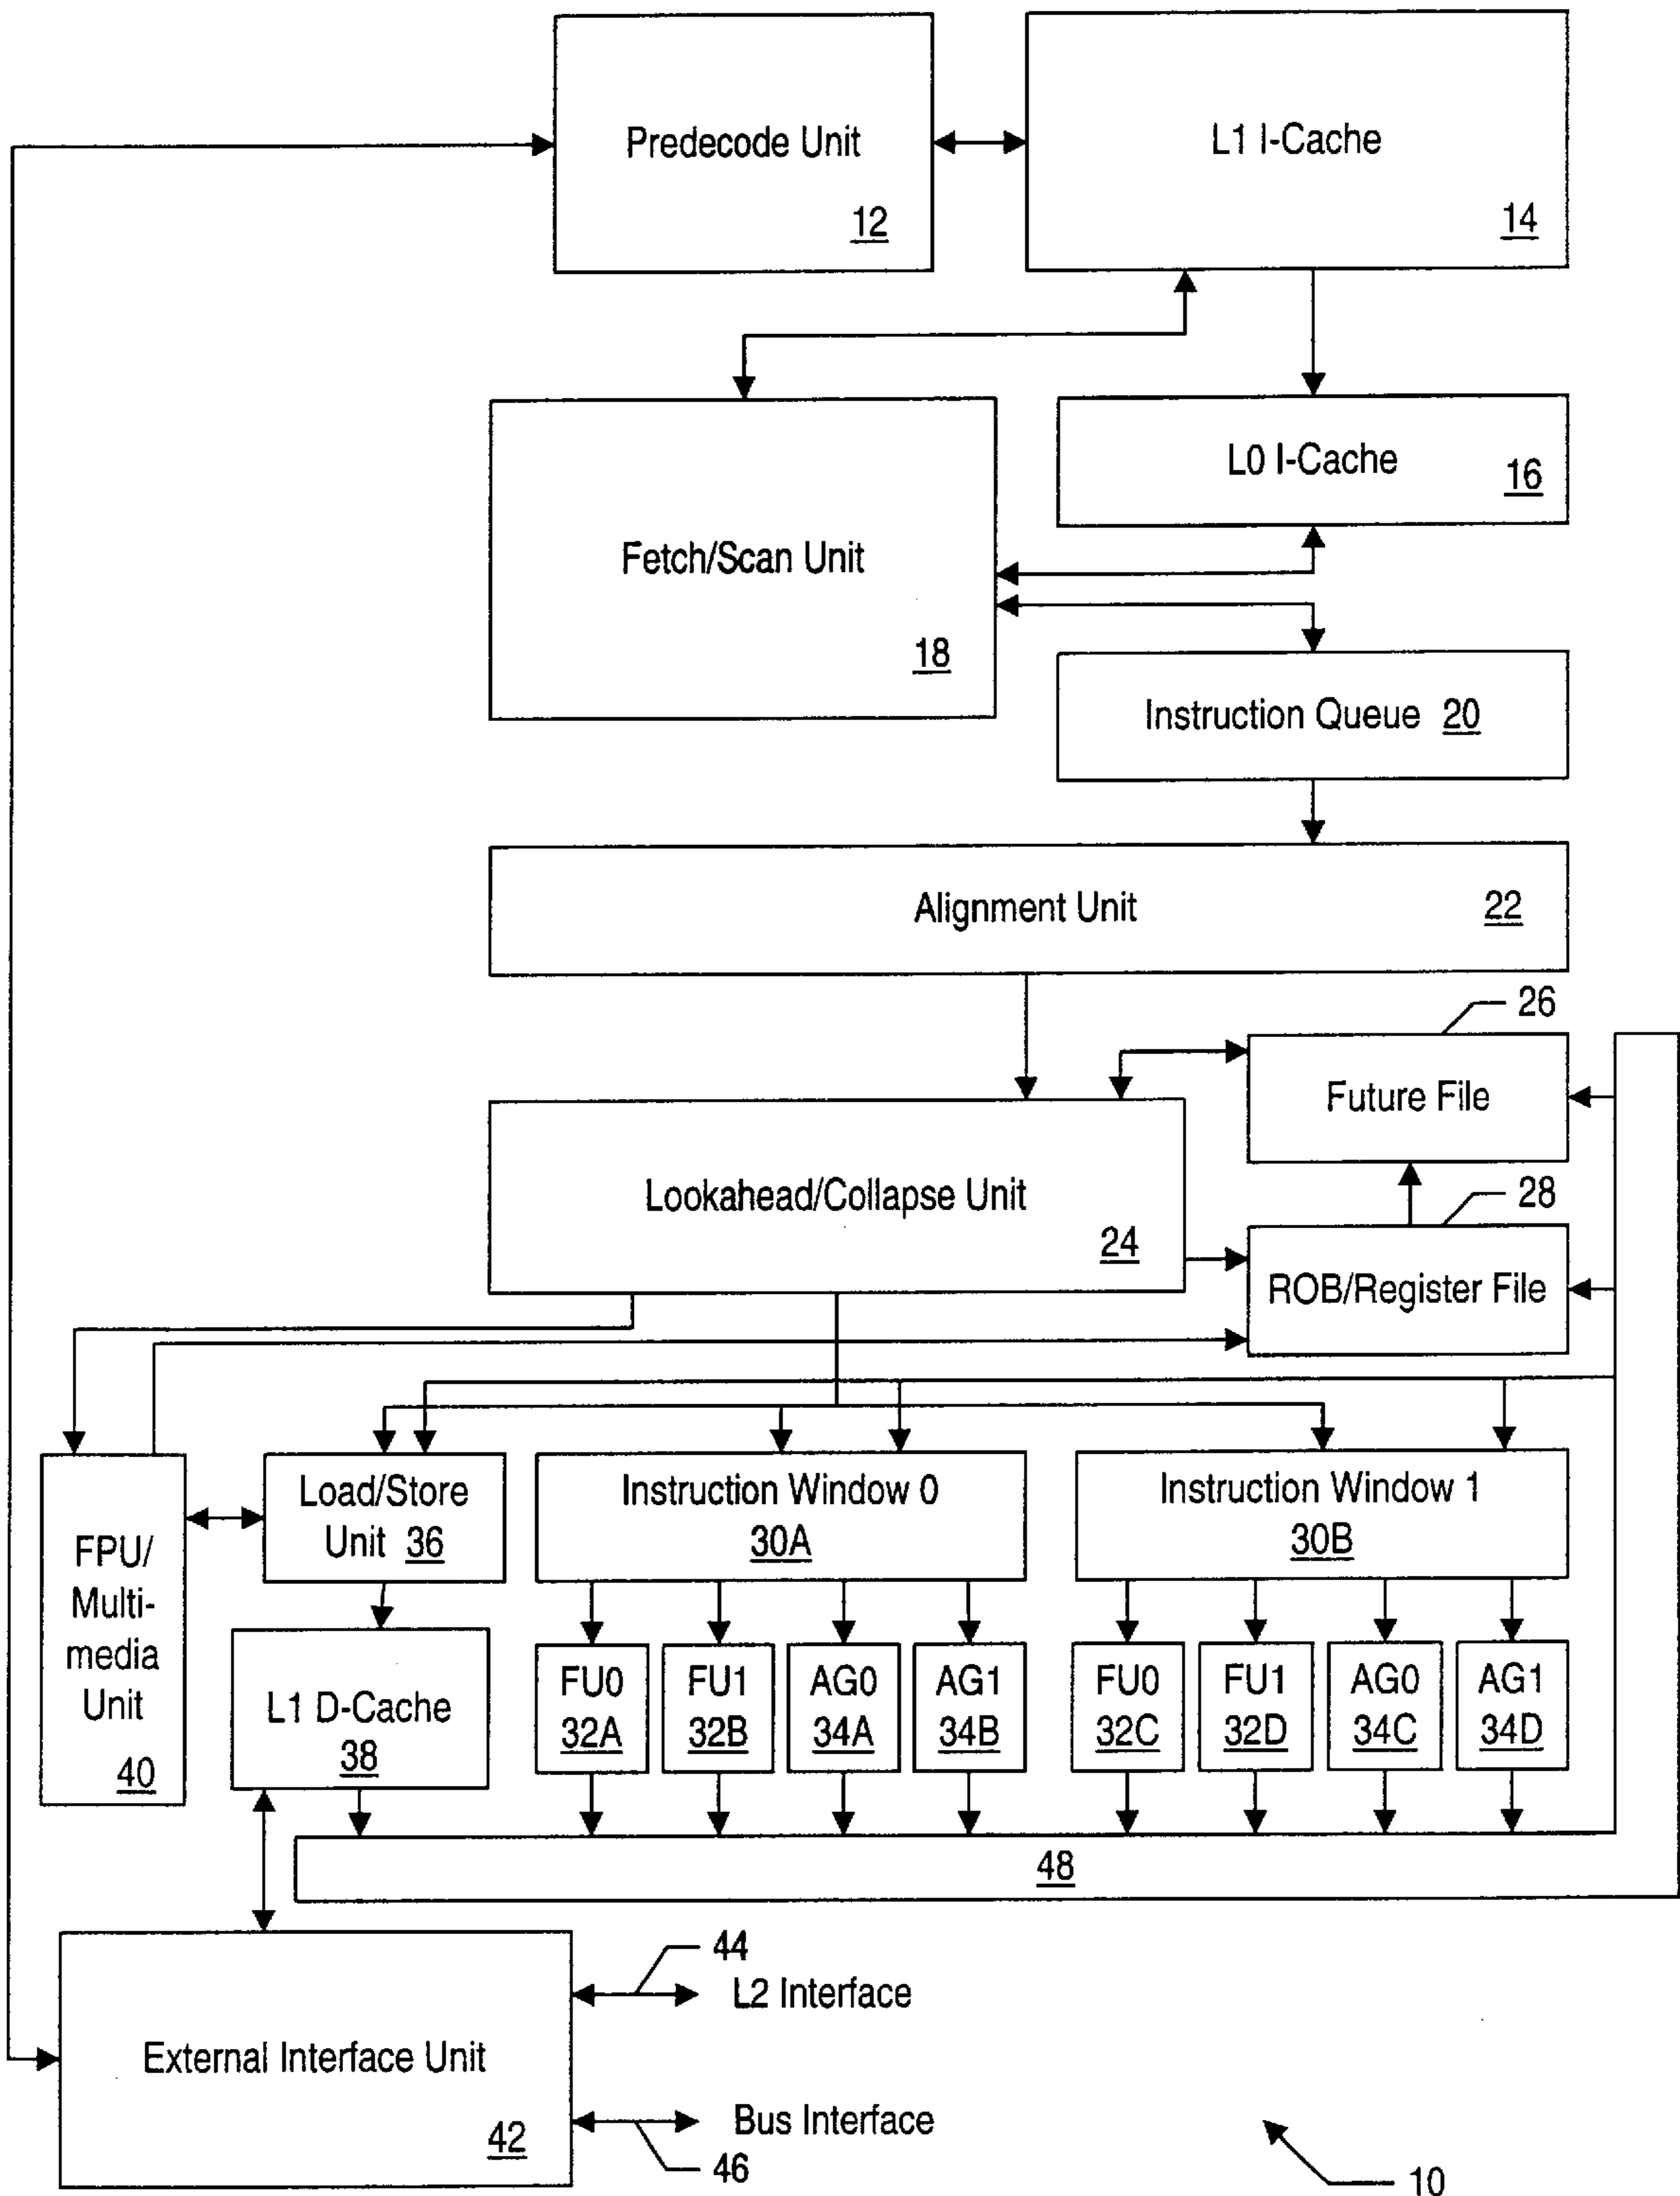 Predecode Unit
12
L1 I-Cache
14
L0 I-Cache
16
Fetch/Scan Unit
18
Instruction Queue 20
Alignment Unit
22
26
Future File
Lookahead/Collapse Unit
24
28
ROB/Register File
FPU/
Multi-
media
Unit
40
Load/Store
Unit 36
Instruction Window 0
30A
Instruction Window 1
30B
L1 D-Cache
38
FU0
32A
FU1
32B
AG0
34A
AG1
34B
FU0
32C
FU1
32D
AG0
34C
AG1
34D
48
External Interface Unit
42
44
L2 Interface
Bus Interface
46
10